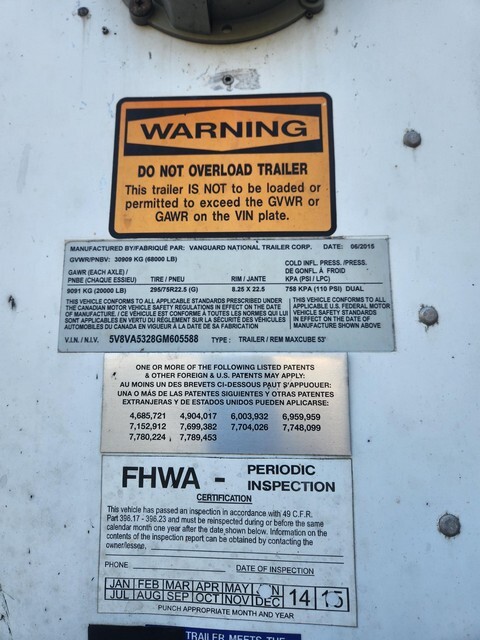 WARNING
DO NOT OVERLOAD TRAILER
This trailer IS NOT to be loaded or
permitted to exceed the GVWR or
GAWR on the VIN plate.
MANUFACTURED BY/FABRIQUÉ PAR: VANGUARD NATIONAL TRAILER CORP. DATE: 06/2015
GVWR/PNBV: 30909 KG (68000 LB)
GAWR (EACH AXLE) /
PNBE (CHAQUE ESSIEU) TIRE / PNEU RIM / JANTE
COLD INFL. PRESS. /PRESS.
DE GONFL. À FROID
KPA (PSI / LPC)
9091 KG (20000 LB) 295/75R22.5 (G) 8.25 X 22.5 758 KPA (110 PSI) DUAL
THIS VEHICLE CONFORMS TO ALL APPLICABLE STANDARDS PRESCRIBED UNDER
THE CANADIAN MOTOR VEHICLE SAFETY REGULATIONS IN EFFECT ON THE DATE
OF MANUFACTURE. / CE VÉHICULE EST CONFORME À TOUTES LES NORMES QUI LUI
SONT APPLICABLES EN VERTU DU RÈGLEMENT SUR LA SÉCURITÉ DES VÉHICULES
AUTOMOBILES DU CANADA EN VIGUEUR À LA DATE DE SA FABRICATION
THIS VEHICLE CONFORMS TO ALL
APPLICABLE U.S. FEDERAL MOTOR
VEHICLE SAFETY STANDARDS IN
EFFECT ON THE DATE OF
MANUFACTURE SHOWN ABOVE
V.I.N. / N.I.V. 5V8VA5328GM605588 TYPE: TRAILER / REM MAXCUBE 53'
ONE OR MORE OF THE FOLLOWING LISTED PATENTS
& OTHER FOREIGN & U.S. PATENTS MAY APPLY:
AU MOINS UN DES BREVETS CI-DESSOUS PAUT S'APPUOUER:
UNA O MÁS DE LAS PATENTES SIGUIENTES Y OTRAS PATENTES
EXTRANJERAS Y DE ESTADOS UNIDOS PUEDEN APLICARSE:
4,685,721 4,904,017 6,003,932 6,959,959
7,152,912 7,699,382 7,704,026 7,748,099
7,780,224 7,789,453
FHWA - PERIODIC
INSPECTION
CERTIFICATION
This vehicle has passed an inspection in accordance with 49 C.F.R.
Part 396.17 - 396.23 and must be reinspected during or before the same
calendar month one year after the date shown below. Information on the
contents of the inspection report can be obtained by contacting the
owner/lessee.
PHONE DATE OF INSPECTION
JAN FEB MAR APR MAY N 14 15
JUL AUG SEP OCT NOV DEC
PUNCH APPROPRIATE MONTH AND YEAR
TRAILER MEETS THE